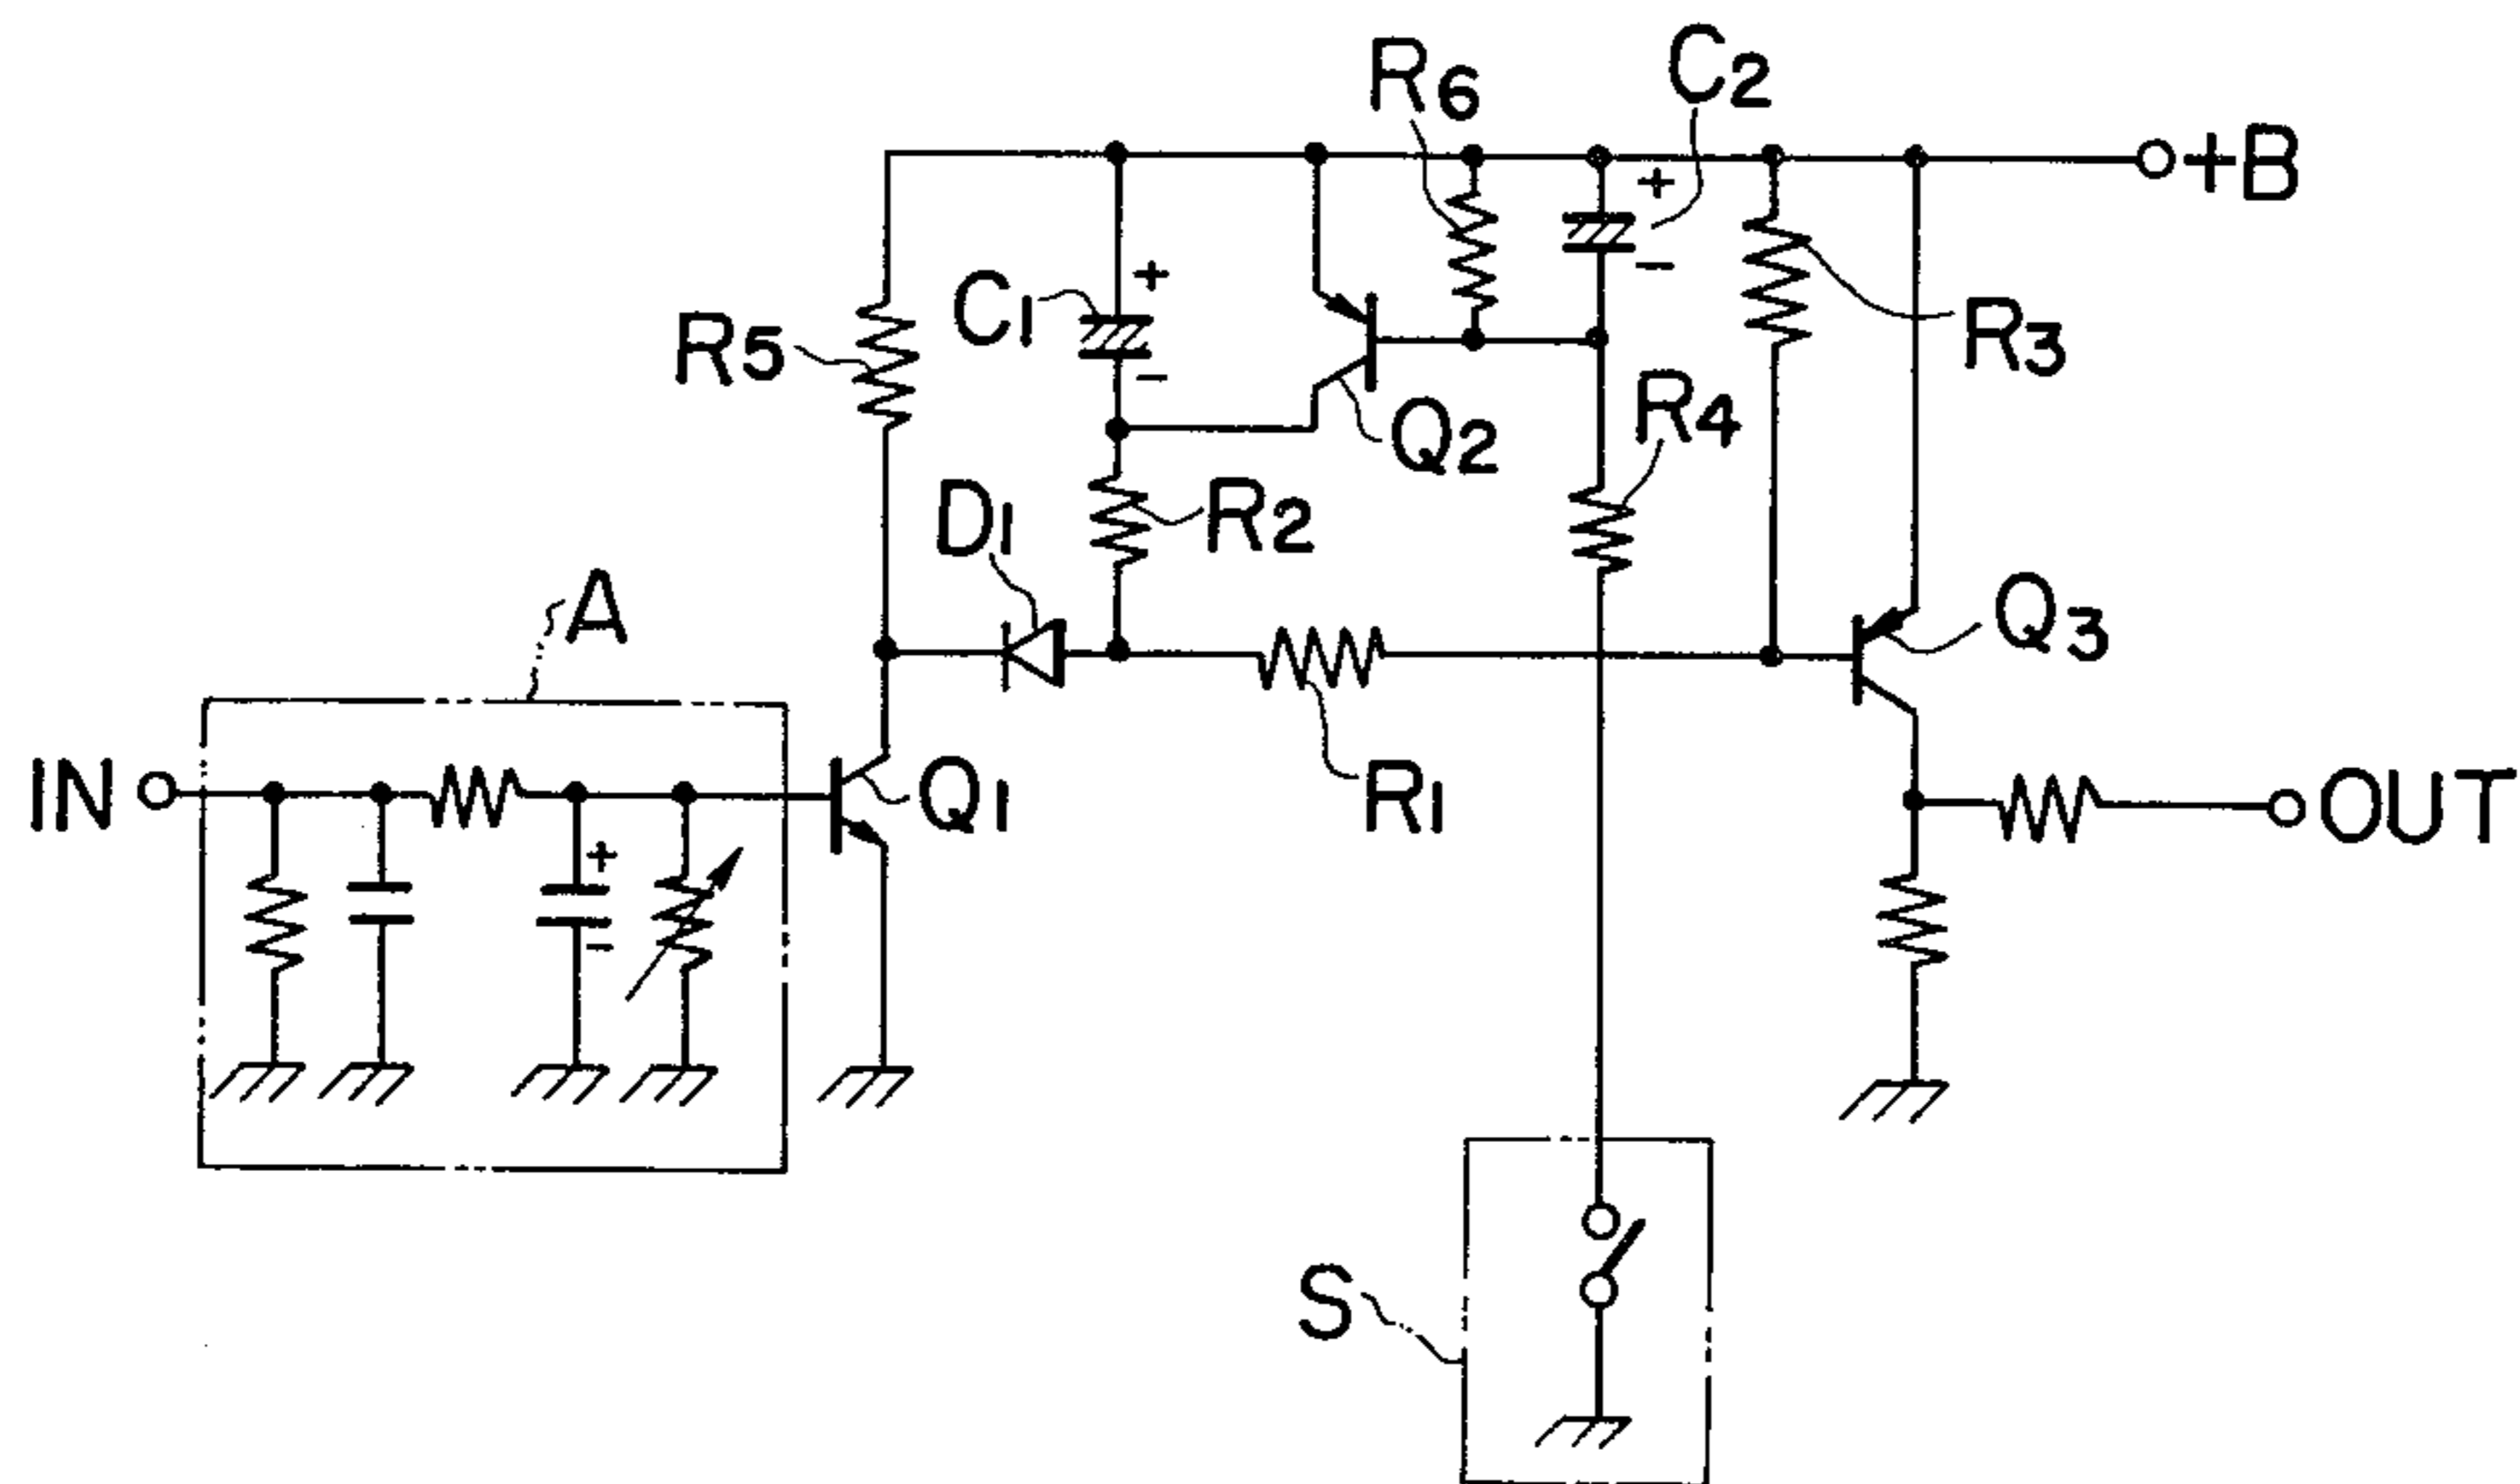 R6
C2
+B
+
C1
+
-
R5
-
R3
Q2
R4
D1
R2
A
Q3
IN
Q1
R1
OUT
+
-
S